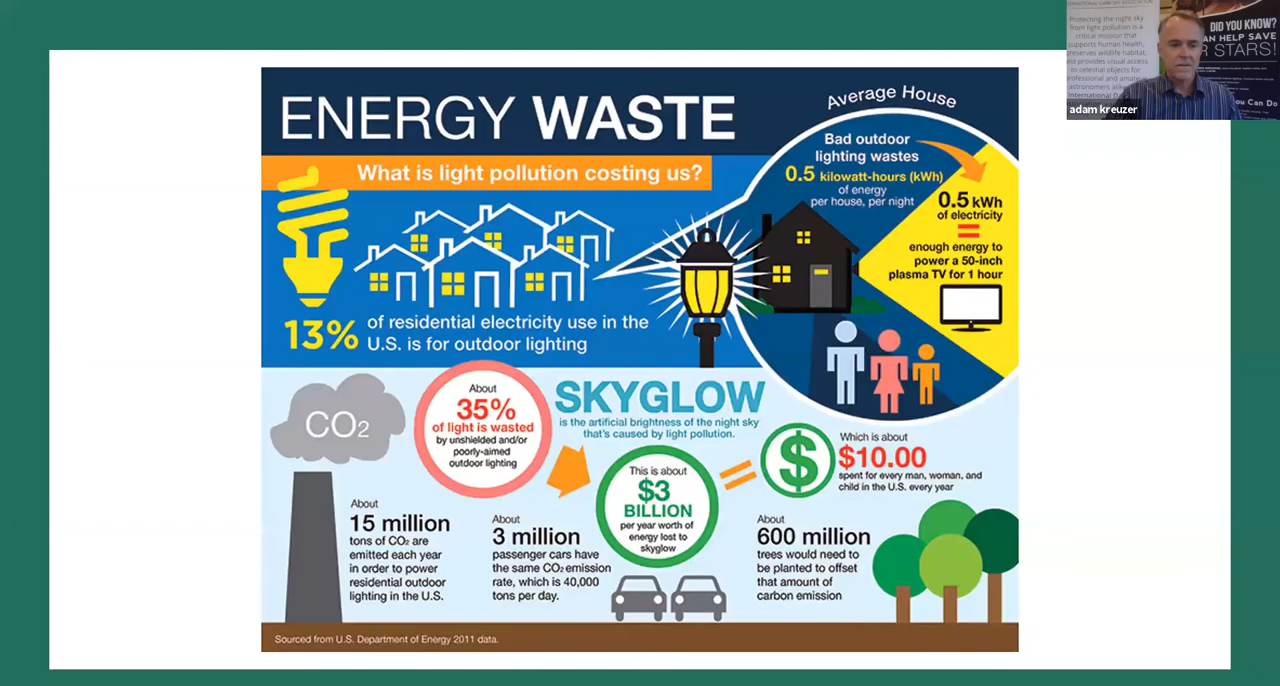 ENERGY WASTE
What is light pollution costing us?
13%
of residential electricity use in the
U.S. is for outdoor lighting
Average House
Bad outdoor
lighting wastes
0.5 kilowatt-hours (kWh)
of energy
per house, per night
0.5 kWh
of electricity
=
enough energy to
power a 50-inch
plasma TV for 1 hour
CO₂
About
35%
of light is wasted
by unshielded and/or
poorly-aimed
outdoor lighting
SKYGLOW
is the artificial brightness of the night sky
that's caused by light pollution.
This is about
$3
BILLION
per year worth of
energy lost to
skyglow
=
$
Which is about
$10.00
spent for every man, woman, and
child in the U.S. every year
About
15 million
tons of CO₂ are
emitted each year
in order to power
residential outdoor
lighting in the U.S.
About
3 million
passenger cars have
the same CO₂ emission
rate, which is 40,000
tons per day.
About
600 million
trees would need to
be planted to offset
that amount of
carbon emission
Sourced from U.S. Department of Energy 2011 data.
Protecting the night sky
from light pollution is a
critical mission that
supports human health,
preserves wildlife habitat,
and provides visual access
to celestial objects for
professional and
astronomers
International
DID YOU KNOW?
AN HELP SAVE
R STARS!
ou Can Do
adam kreuzer